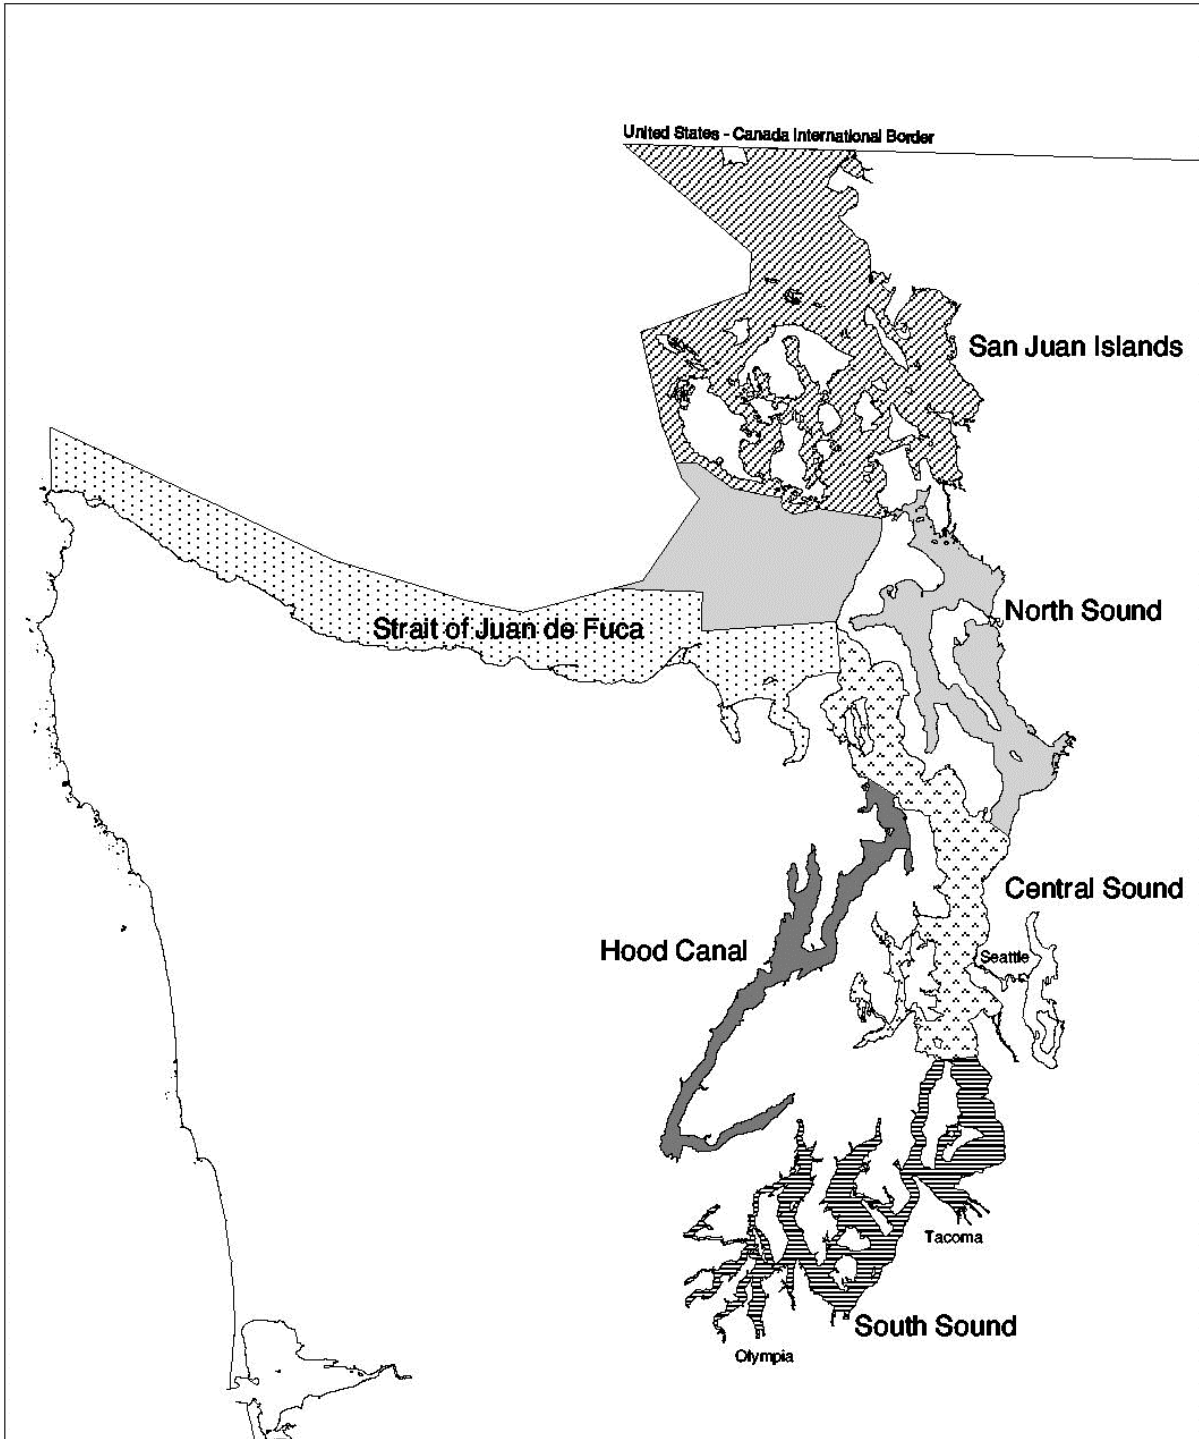 United States - Canada International Border
San Juan Islands
North Sound
Strait of Juan de Fuca
Central Sound
Hood Canal
Seattle
Tacoma
South Sound
Olympia